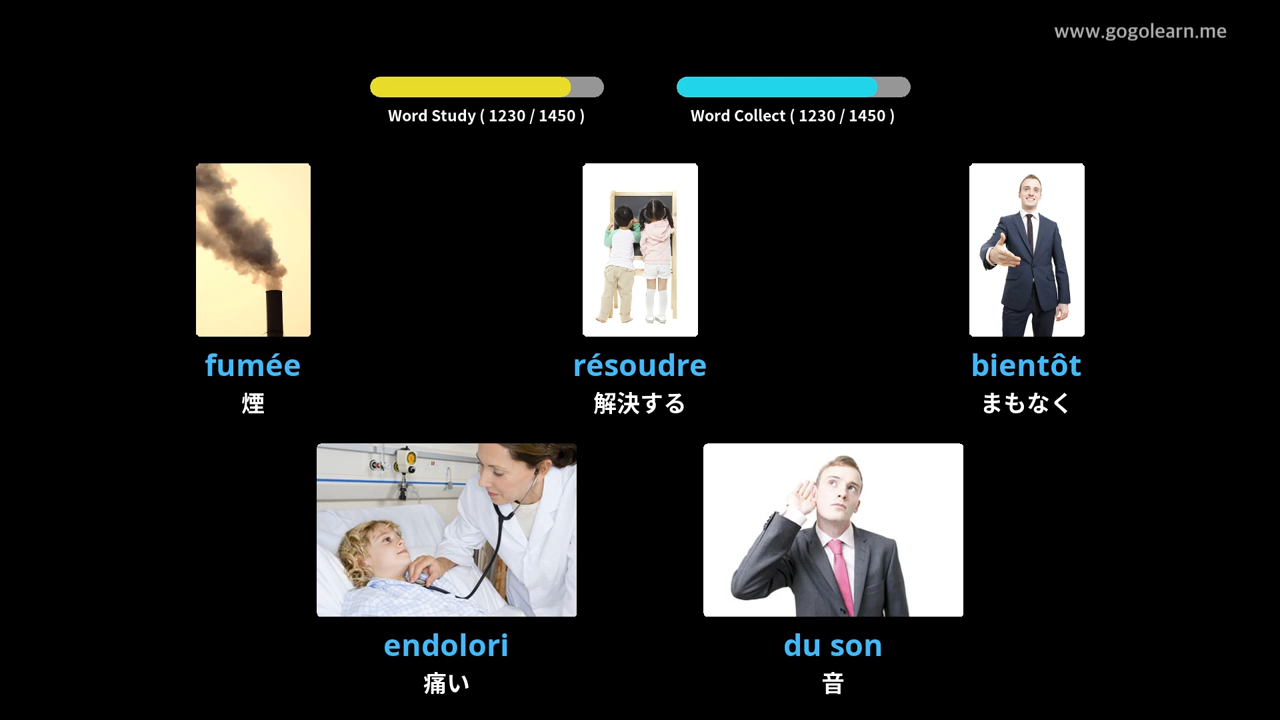 www.gogolearn.me
Word Study ( 1230 / 1450 )
Word Collect ( 1230 / 1450 )
fumée
煙
résoudre
解決する
bientôt
まもなく
endolori
痛い
du son
音